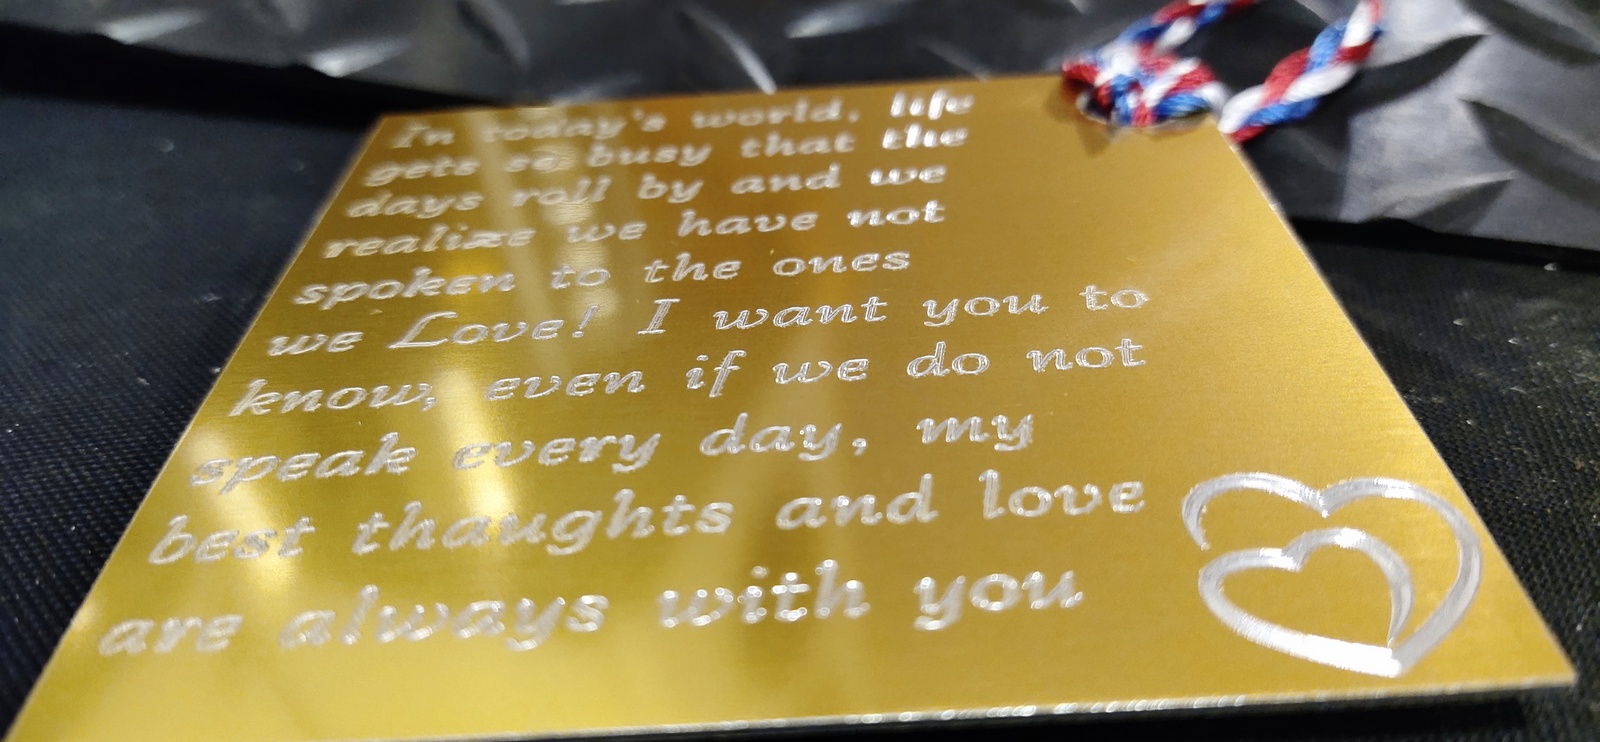 In today's world, life
gets so busy that the
days roll by and we
realize we have not
spoken to the ones
we Love! I want you to
know, even if we do not
speak every day, my
best thaughts and love
are always with you